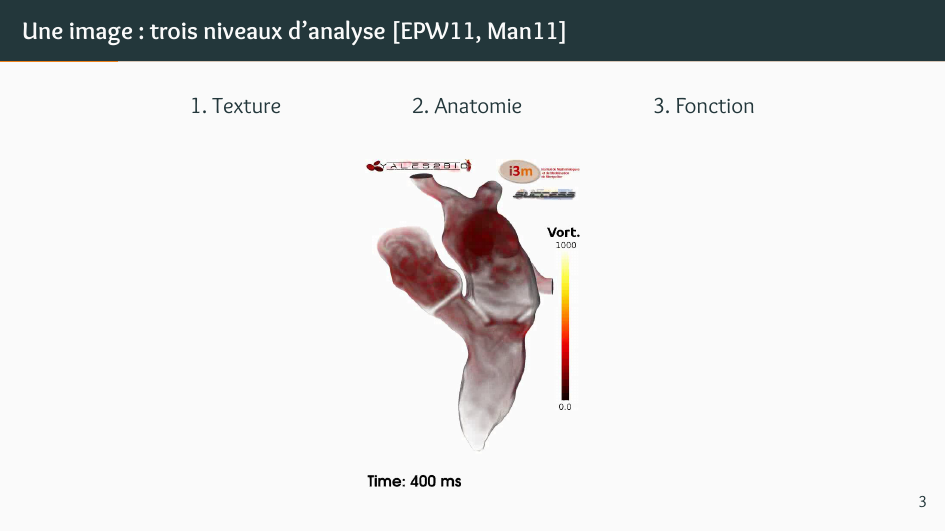 Une image : trois niveaux d’analyse [EPW11, Man11]
1. Texture
2. Anatomie
3. Fonction
YALES2BIO
i3m
Vort.
1000
0.0
Time: 400 ms
3